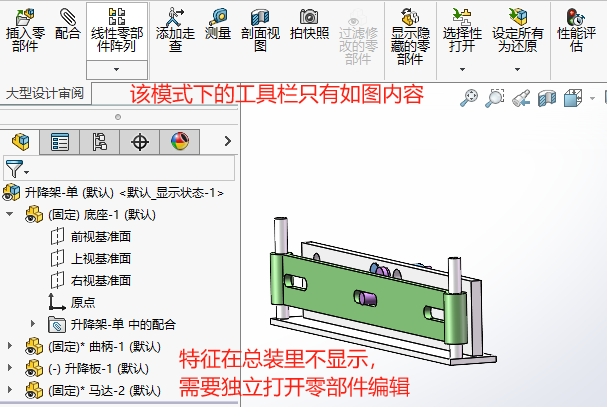 插入零部件
配合
线性零部件阵列
添加走查
测量
剖面视图
拍快照
过滤修改的零部件
显示隐藏的零部件
选择性打开
设定所有为还原
性能评估
大型设计审阅
该模式下的工具栏只有如图内容
升降架-单 (默认) <默认_显示状态-1>
(固定) 底座-1 (默认)
前视基准面
上视基准面
右视基准面
原点
升降架-单 中的配合
(固定)* 曲柄-1 (默认)
(-) 升降板-1 (默认)
(固定)* 马达-2 (默认)
特征在总装里不显示，
需要独立打开零部件编辑